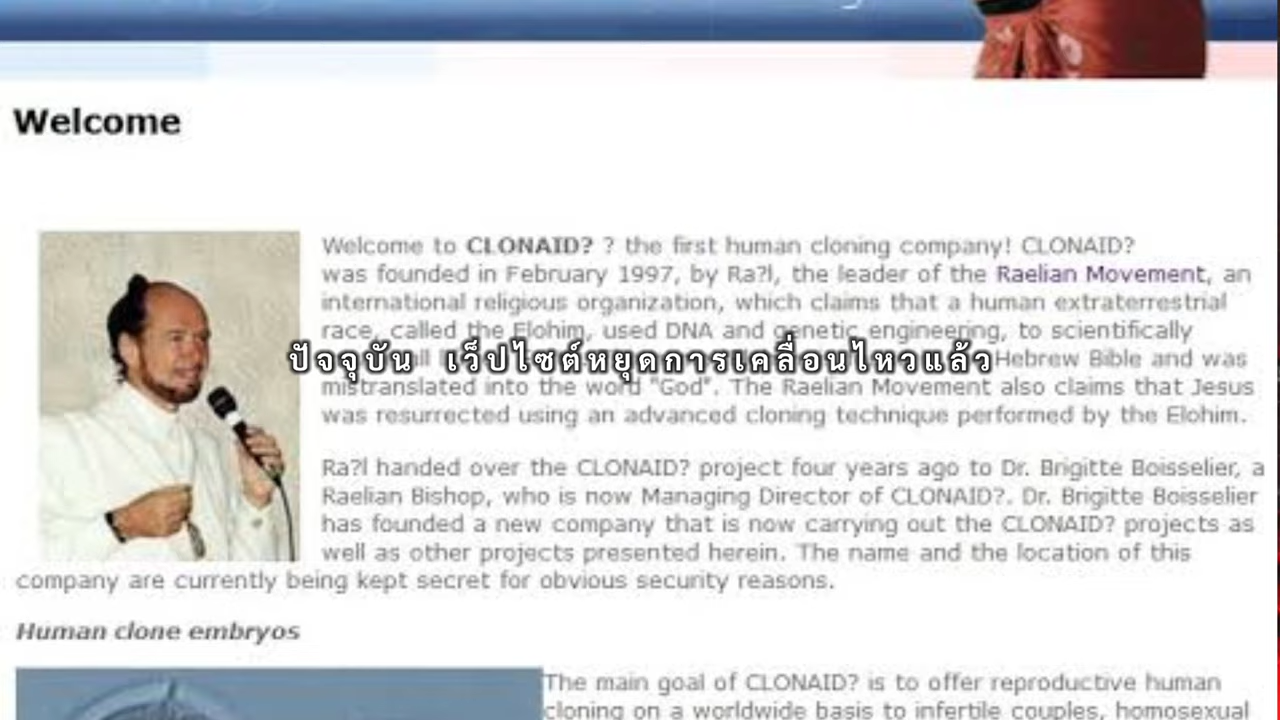 Welcome
Welcome to CLONAID? ? the first human cloning company! CLONAID?
was founded in February 1997, by Ra?l, the leader of the Raelian Movement, an
international religious organization, which claims that a human extraterrestrial
race, called the Elohim, used DNA and genetic engineering, to scientifically
ปัจจุบัน เว็ปไซต์หยุดการเคลื่อนไหวแล้ว
Hebrew Bible and was
mistranslated into the word "God". The Raelian Movement also claims that Jesus
was resurrected using an advanced cloning technique performed by the Elohim.
Ra?l handed over the CLONAID? project four years ago to Dr. Brigitte Boisselier, a
Raelian Bishop, who is now Managing Director of CLONAID?. Dr. Brigitte Boisselier
has founded a new company that is now carrying out the CLONAID? projects as
well as other projects presented herein. The name and the location of this
company are currently being kept secret for obvious security reasons.
Human clone embryos
The main goal of CLONAID? is to offer reproductive human
cloning on a worldwide basis to infertile couples, homosexual